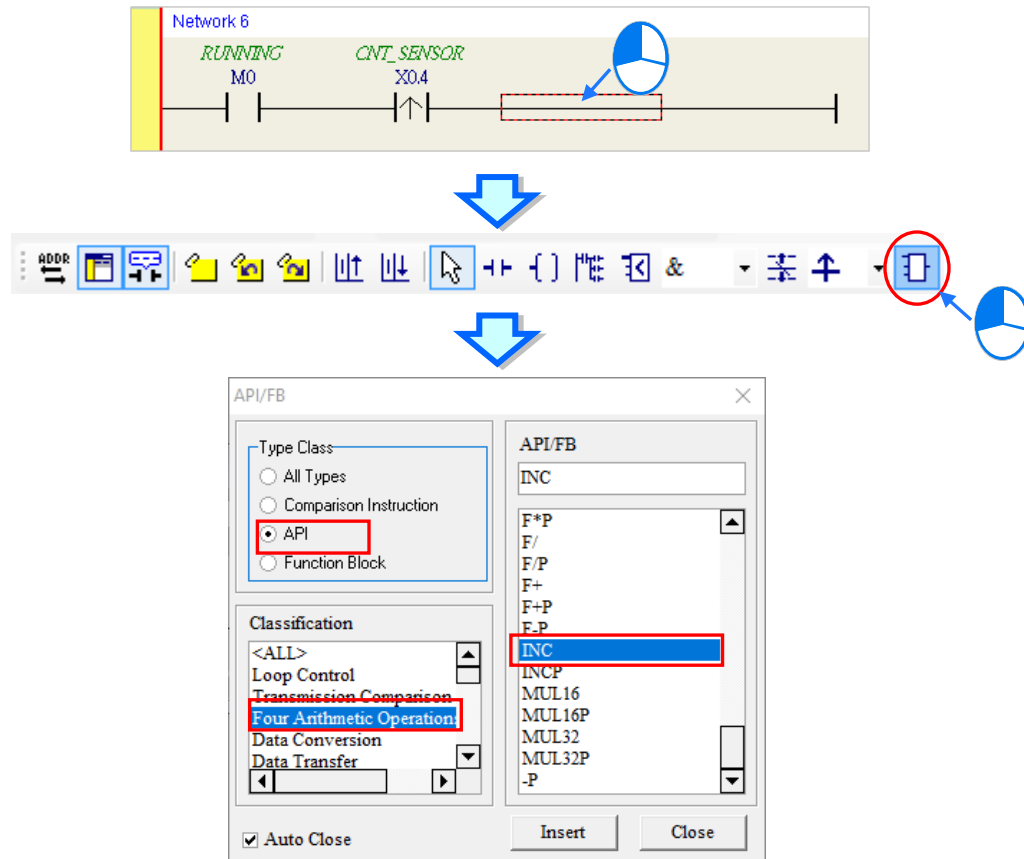 Network 6
RUNNING CNT_SENSOR
M0 X0.4
ADDR &
API/FB
Type Class
All Types
Comparison Instruction
API
Function Block
Classification
<ALL>
Loop Control
Transmission Comparison
Four Arithmetic Operation
Data Conversion
Data Transfer
Auto Close
API/FB
INC
F*P
F/
F/P
F+
F+P
F-P
INC
INCP
MUL16
MUL16P
MUL32
MUL32P
-P
Insert Close